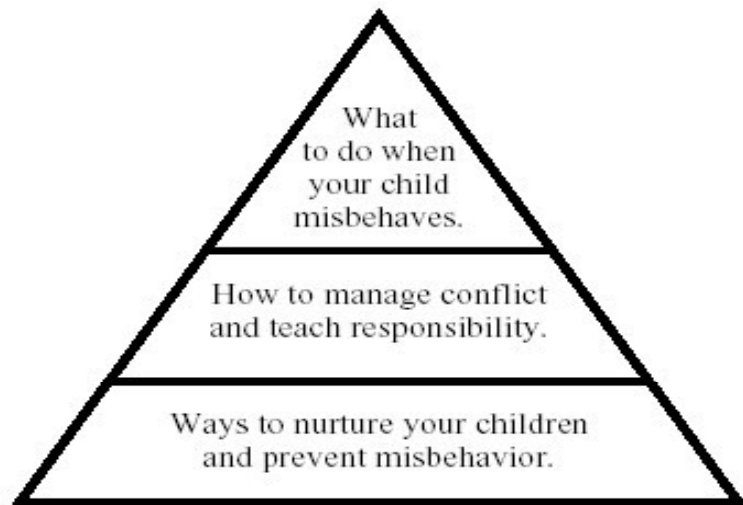 What
to do when
your child
misbehaves.
How to manage conflict
and teach responsibility.
Ways to nurture your children
and prevent misbehavior.